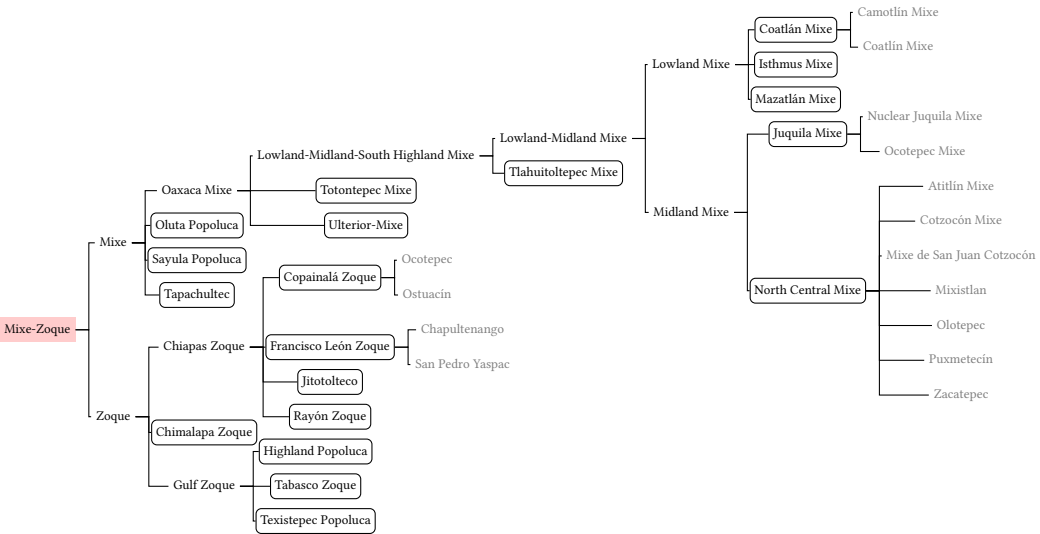 Camotlín Mixe
Coatlán Mixe
Coatlín Mixe
Lowland Mixe
Isthmus Mixe
Mazatlán Mixe
Nuclear Juquila Mixe
Juquila Mixe
Lowland-Midland Mixe
Ocotepec Mixe
Lowland-Midland-South Highland Mixe
Tlahuitoltepec Mixe
Atitlín Mixe
Oaxaca Mixe
Totontepec Mixe
Midland Mixe
Cotzocón Mixe
Oluta Popoluca
Ulterior-Mixe
Mixe
Mixe de San Juan Cotzocón
Sayula Popoluca
Ocotepec
Copainalá Zoque
North Central Mixe
Mixistlan
Tapachultec
Ostuacín
Mixe-Zoque
Chapultenango
Olotepec
Chiapas Zoque
Francisco León Zoque
San Pedro Yaspac
Puxmetecín
Jitotolteco
Zacatepec
Zoque
Rayón Zoque
Chimalapa Zoque
Highland Popoluca
Gulf Zoque
Tabasco Zoque
Texistepec Popoluca